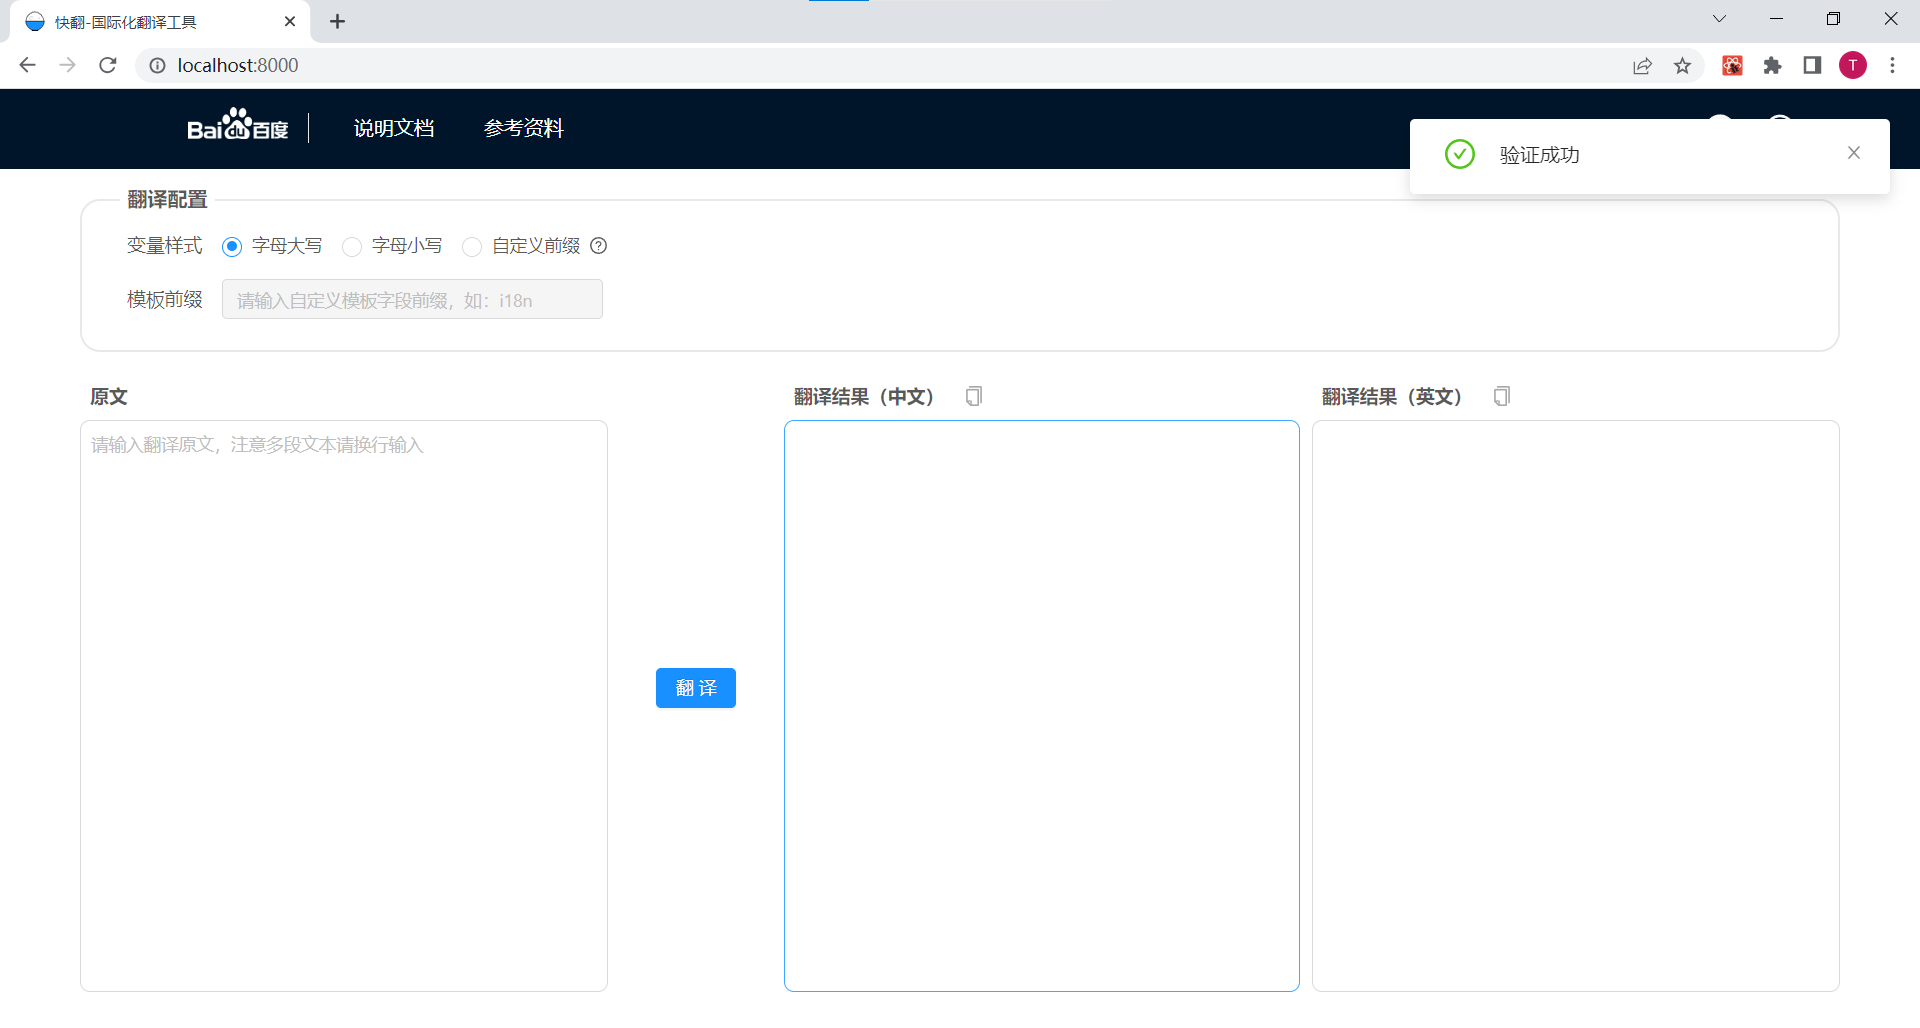 快翻-国际化翻译工具
localhost:8000
T
Bai du 百度
说明文档
参考资料
验证成功
翻译配置
变量样式
字母大写
字母小写
自定义前缀
模板前缀
请输入自定义模板字段前缀，如：i18n
原文
翻译结果（中文）
翻译结果（英文）
请输入翻译原文，注意多段文本请换行输入
翻 译